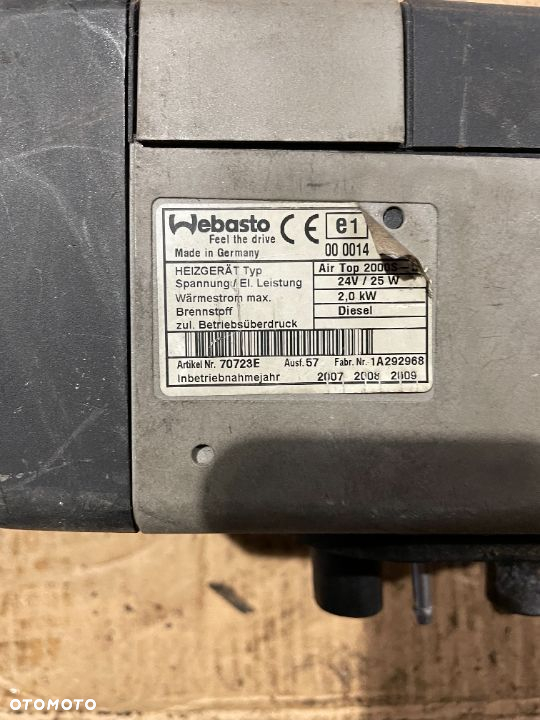 Webasto CE e1
Feel the drive
Made in Germany 00 0014
HEIZGERÄT Typ Air Top 2000S
Spannung / El. Leistung 24V / 25 W
Wärmestrom max. 2,0 kW
Brennstoff Diesel
zul. Betriebsüberdruck
Artikel Nr. 70723E Ausf. 57 Fabr. Nr. 1A292968
Inbetriebnahmejahr 2007 2008 2009
OTOMOTO